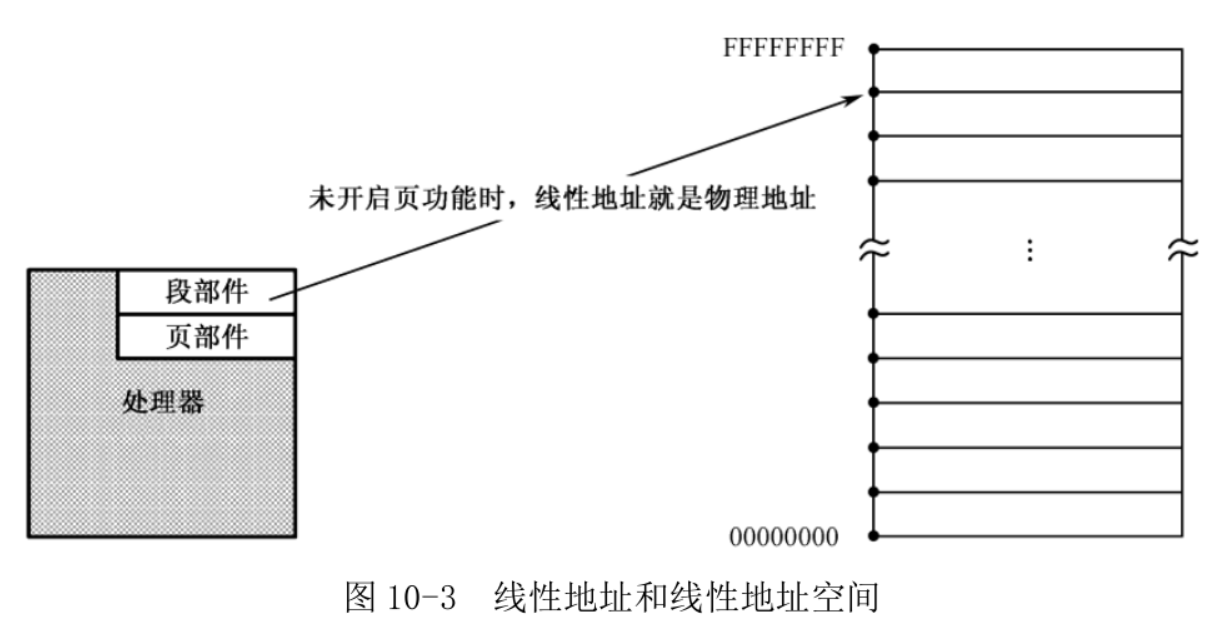 FFFFFFFF
未开启页功能时，线性地址就是物理地址
段部件
页部件
处理器
⋮
00000000
图 10-3 线性地址和线性地址空间